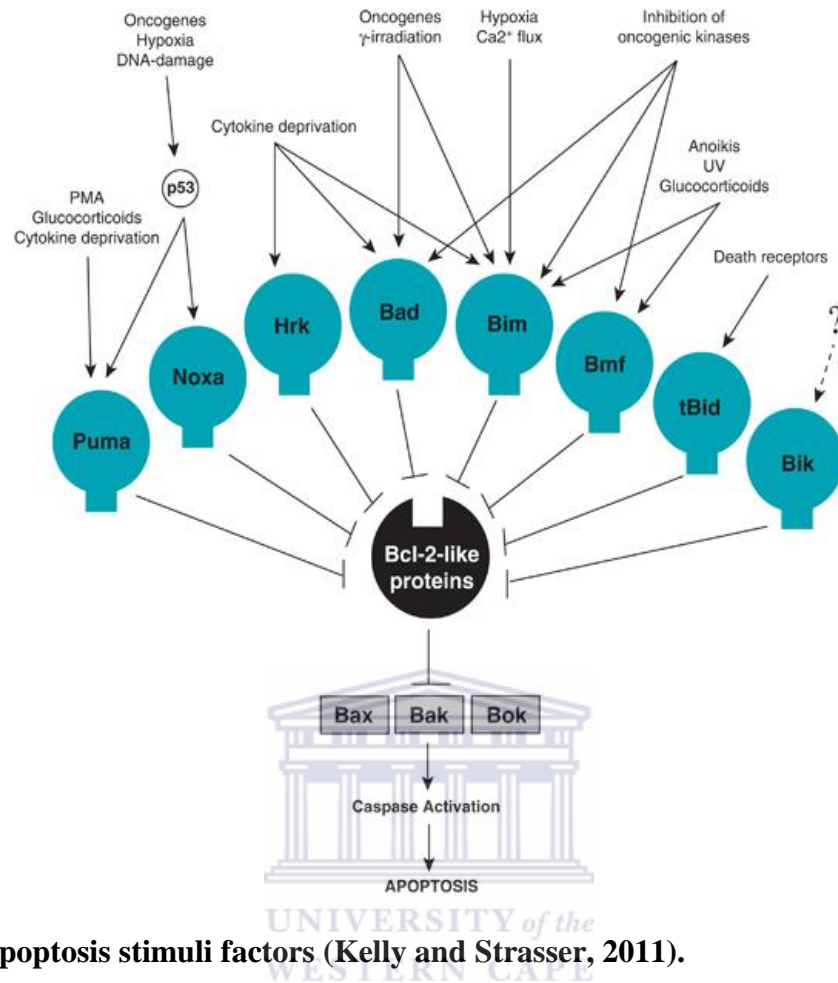 Oncogenes
Hypoxia
DNA-damage
Oncogenes
γ-irradiation
Hypoxia
Ca2+ flux
Inhibition of
oncogenic kinases
Cytokine deprivation
Anoikis
UV
Glucocorticoids
p53
PMA
Glucocorticoids
Cytokine deprivation
Death receptors
?
Puma
Noxa
Hrk
Bad
Bim
Bmf
tBid
Bik
Bcl-2-like
proteins
Bax
Bak
Bok
Caspase Activation
APOPTOSIS
UNIVERSITY of the
WESTERN CAPE
poptosis stimuli factors (Kelly and Strasser, 2011).